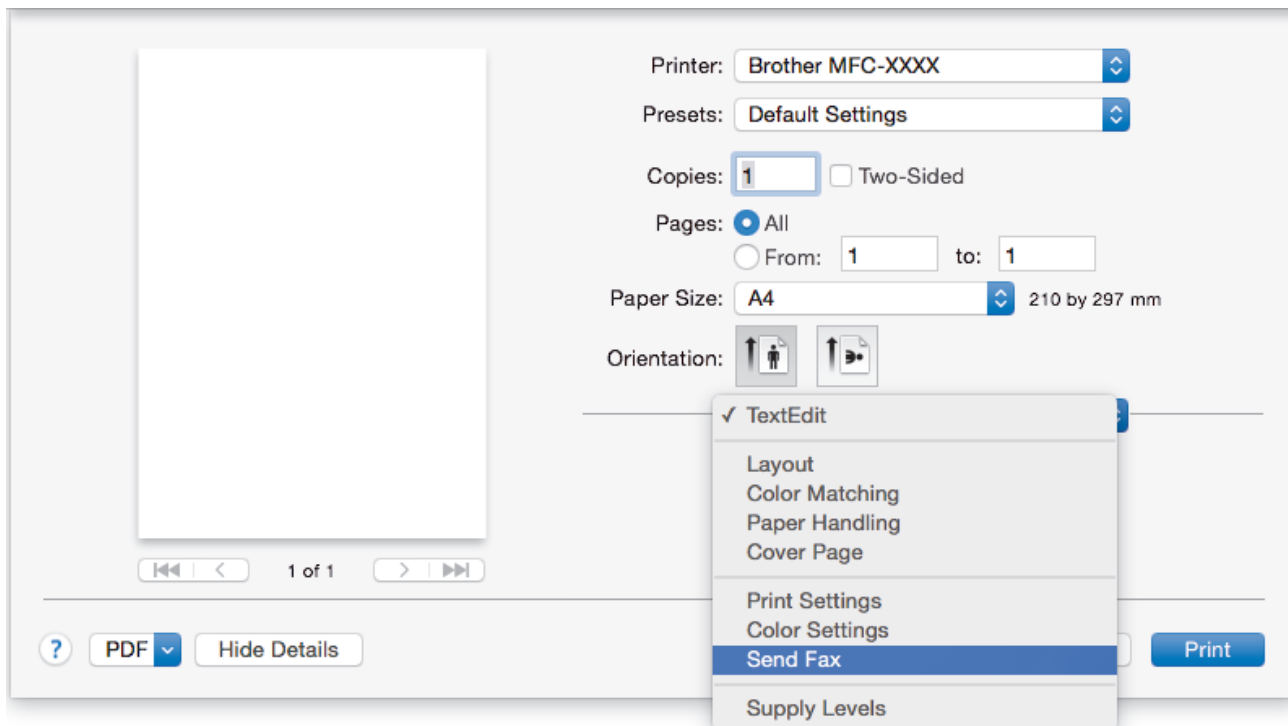 Printer: Brother MFC-XXXX
Presets: Default Settings
Copies: 1 Two-Sided
Pages: All
From: 1 to: 1
Paper Size: A4 210 by 297 mm
Orientation:
✓ TextEdit
Layout
Color Matching
Paper Handling
Cover Page
1 of 1
Print Settings
Color Settings
? PDF Hide Details Send Fax Print
Supply Levels